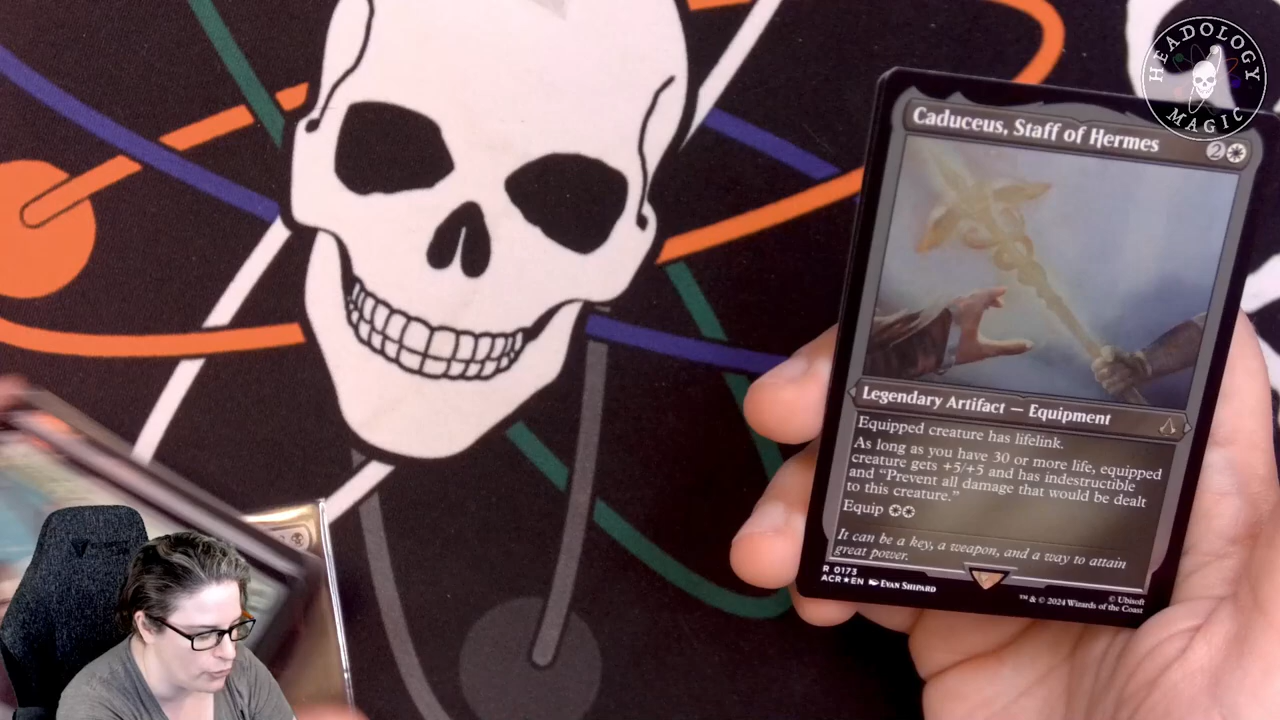 HEADOLOGY
MAGIC
Caduceus, Staff of Hermes
2
Legendary Artifact — Equipment
Equipped creature has lifelink.
As long as you have 30 or more life, equipped
creature gets +5/+5 and has indestructible
and “Prevent all damage that would be dealt
to this creature.”
Equip
It can be a key, a weapon, and a way to attain
great power.
R 0173
ACR★EN EVAN SHIPARD
© Ubisoft
™ & © 2024 Wizards of the Coast
2